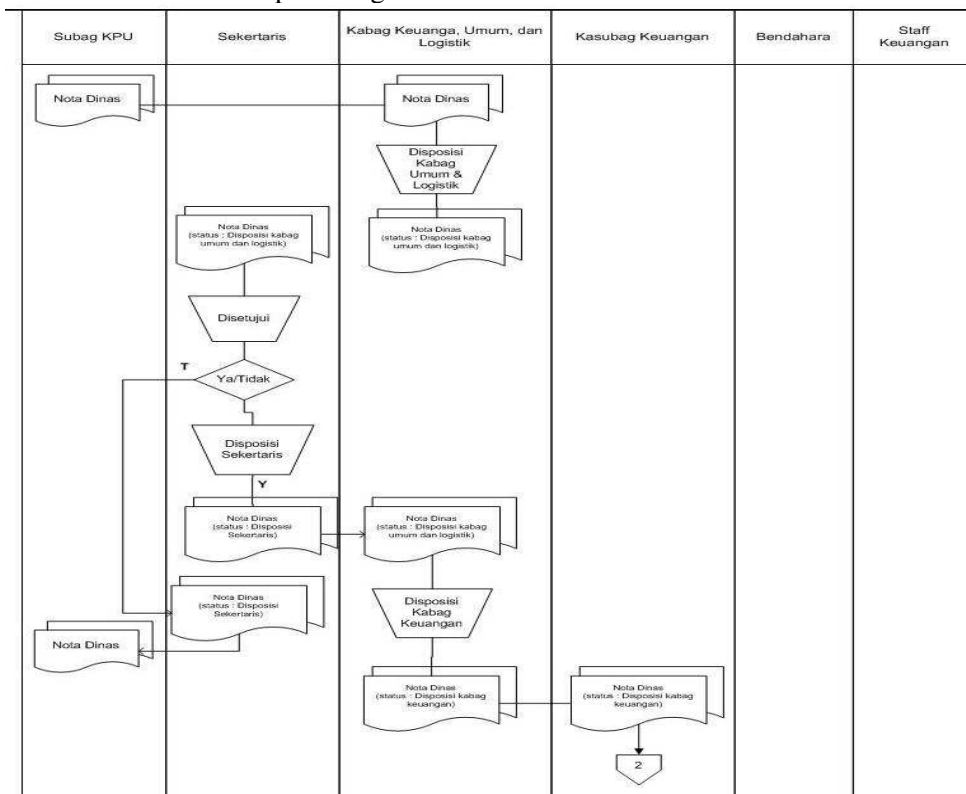 Subag KPU
Sekertaris
Kabag Keuanga, Umum, dan
Logistik
Kasubag Keuangan
Bendahara
Staff
Keuangan
Nota Dinas
Nota Dinas
Disposisi
Kabag
Umum &
Logistik
Nota Dinas
(status : Disposisi kabag
umum dan logistik)
Nota Dinas
(status : Disposisi kabag
umum dan logistik)
Disetujui
T
Ya/Tidak
Disposisi
Sekertaris
Y
Nota Dinas
(status : Disposisi
Sekertaris)
Nota Dinas
(status : Disposisi kabag
umum dan logistik)
Nota Dinas
(status : Disposisi
Sekertaris)
Disposisi
Kabag
Keuangan
Nota Dinas
Nota Dinas
(status : Disposisi kabag
keuangan)
Nota Dinas
(status : Disposisi kabag
keuangan)
2